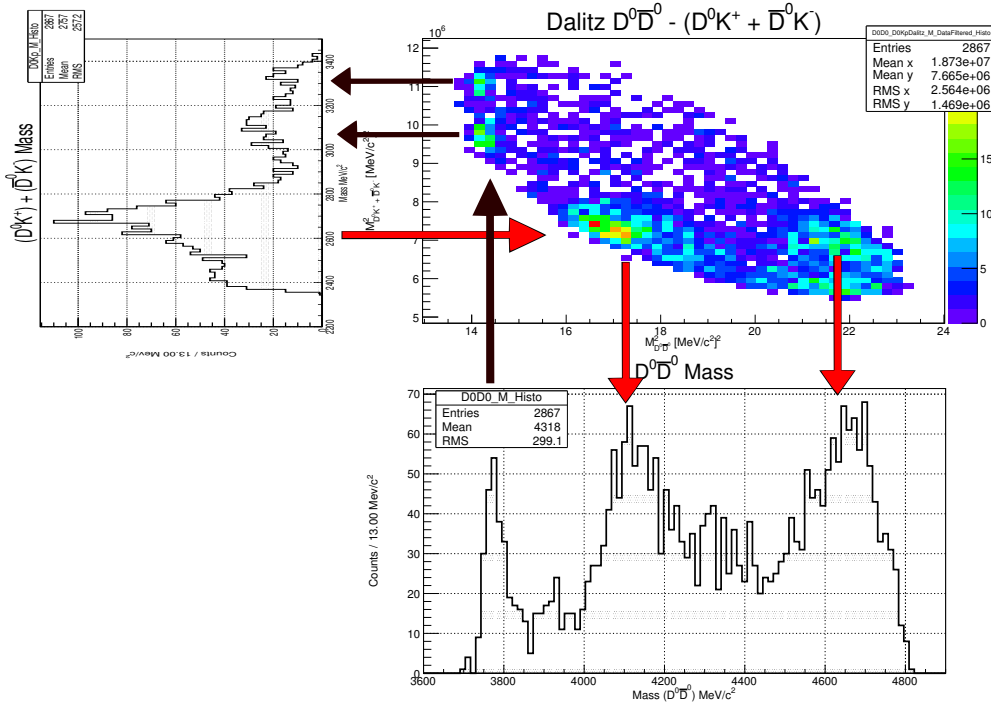 Dalitz D⁰D̅⁰ - (D⁰K⁺ + D̅⁰K⁻)
D0D0_D0KpDalitz_M_DataFiltered_Histo
Entries 2867
Mean x 1.873e+07
Mean y 7.665e+06
RMS x 2.564e+06
RMS y 1.469e+06
×10⁶
12
11
10
9
8
7
6
5
M²_D⁰K⁺ + D̅⁰K⁻ [MeV/c²]²
14 16 18 20 22 24
M²_D⁰D̅⁰ [MeV/c²]²
15
10
5
0
(D⁰K⁺) + (D̅⁰K⁻) Mass
D0Kp_M_Histo
Entries 2867
Mean 2757
RMS 257.2
3400
3200
3000
2800
2600
2400
2200
Mass MeV/c²
100 80 60 40 20 0
Counts / 13.00 Mev/c²
D⁰D̅⁰ Mass
D0D0_M_Histo
Entries 2867
Mean 4318
RMS 299.1
70
60
50
40
30
20
10
0
Counts / 13.00 Mev/c²
3600 3800 4000 4200 4400 4600 4800
Mass (D⁰D̅⁰) MeV/c²